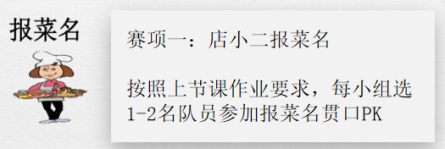 报菜名
赛项一：店小二报菜名
按照上节课作业要求，每小组选
1-2名队员参加报菜名贯口PK